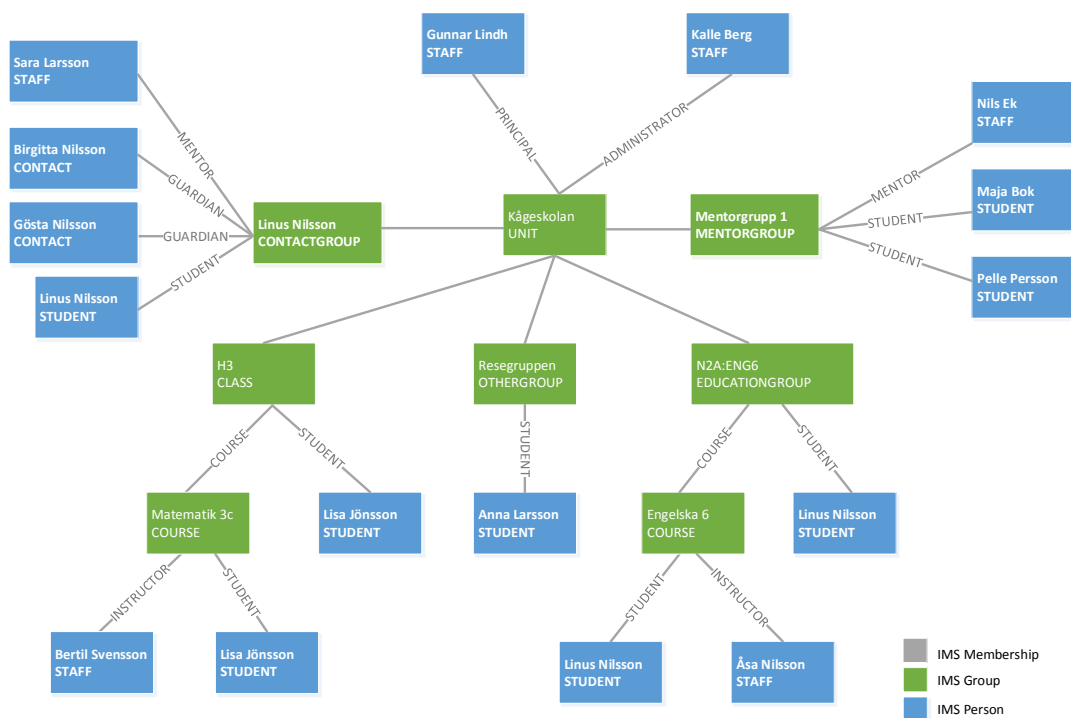 Gunnar Lindh
STAFF
Kalle Berg
STAFF
Sara Larsson
STAFF
Nils Ek
STAFF
PRINCIPAL
ADMINISTRATOR
MENTOR
Birgitta Nilsson
CONTACT
GUARDIAN
MENTOR
Maja Bok
STUDENT
Gösta Nilsson
CONTACT
GUARDIAN
Linus Nilsson
CONTACTGROUP
Kågeskolan
UNIT
Mentorgrupp 1
MENTORGROUP
STUDENT
STUDENT
Linus Nilsson
STUDENT
STUDENT
Pelle Persson
STUDENT
H3
CLASS
Resegruppen
OTHERGROUP
N2A:ENG6
EDUCATIONGROUP
COURSE
STUDENT
STUDENT
COURSE
STUDENT
Matematik 3c
COURSE
Lisa Jönsson
STUDENT
Anna Larsson
STUDENT
Engelska 6
COURSE
Linus Nilsson
STUDENT
INSTRUCTOR
STUDENT
STUDENT
INSTRUCTOR
Bertil Svensson
STAFF
Lisa Jönsson
STUDENT
Linus Nilsson
STUDENT
Åsa Nilsson
STAFF
IMS Membership
IMS Group
IMS Person